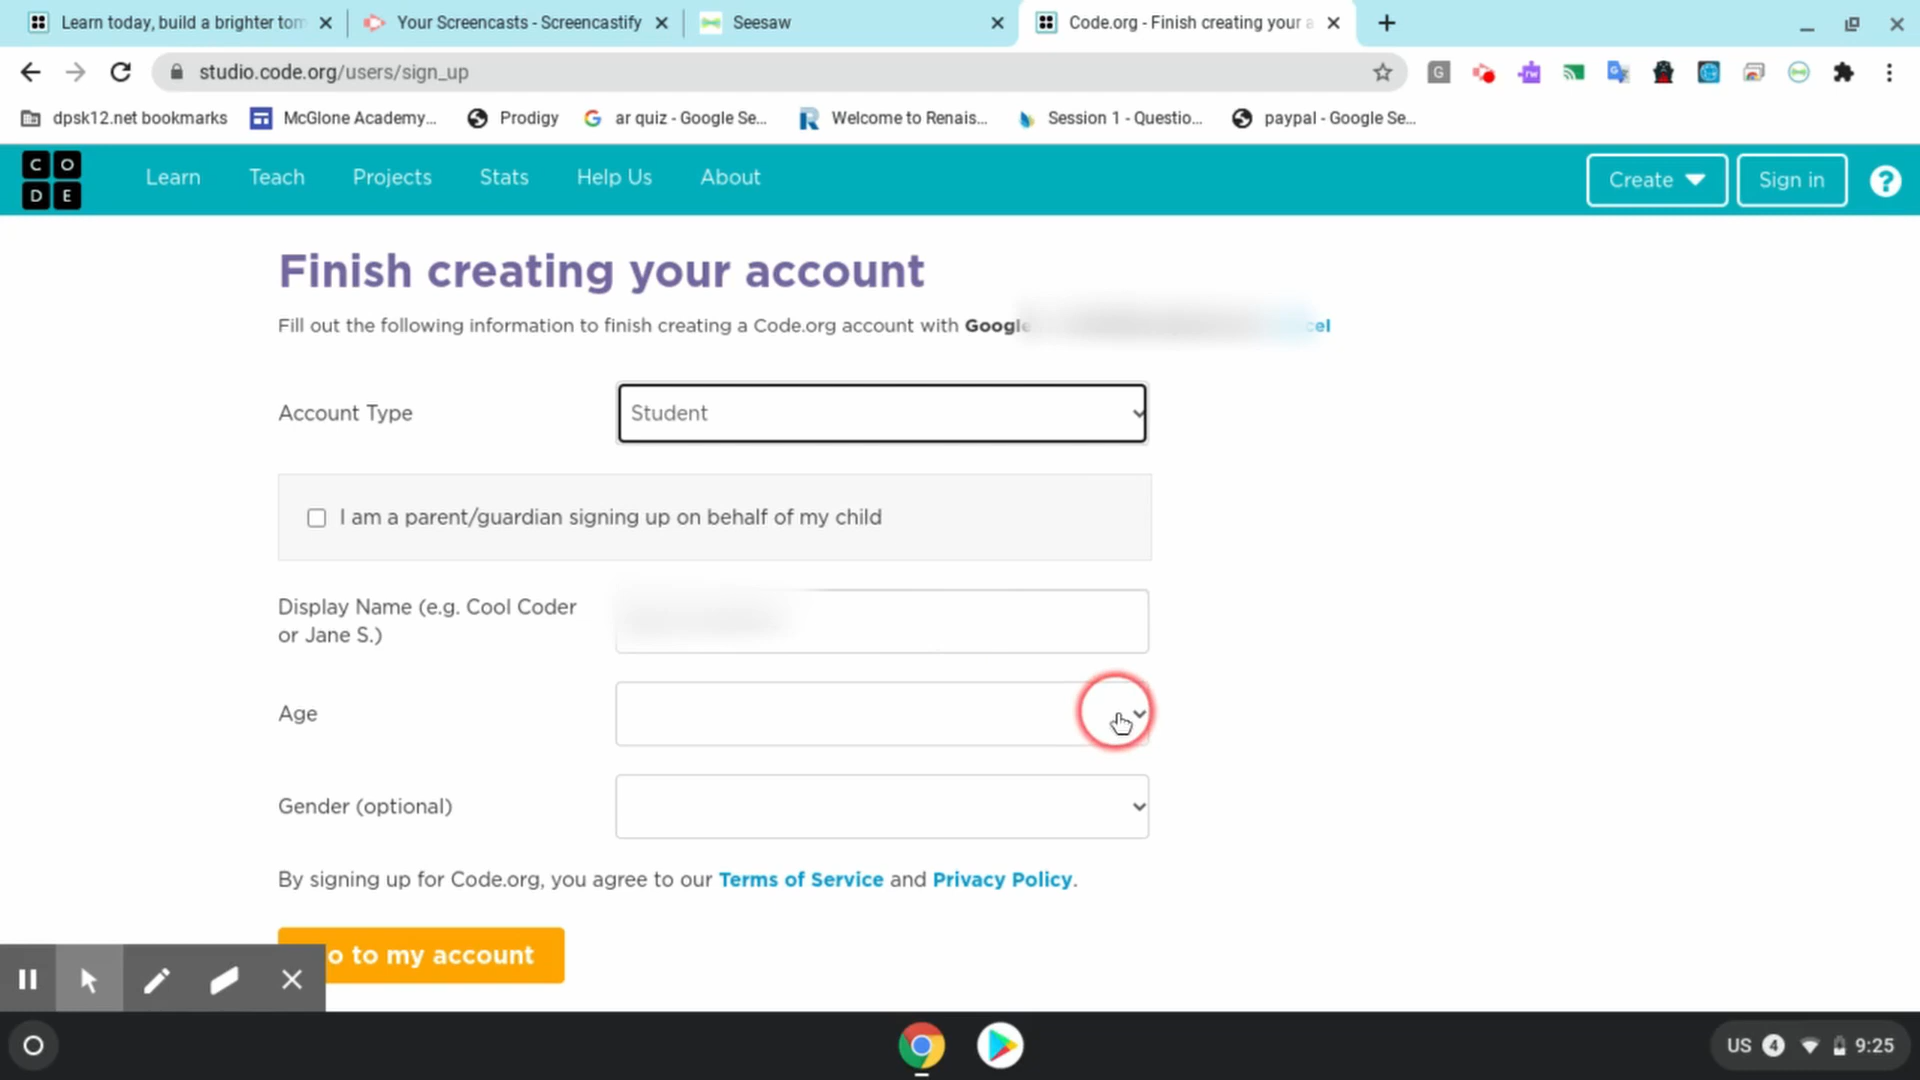 Learn today, build a brighter tom
Your Screencasts - Screencastify
Seesaw
Code.org - Finish creating your a
studio.code.org/users/sign_up
dpsk12.net bookmarks
McGlone Academy...
Prodigy
ar quiz - Google Se...
Welcome to Renais...
Session 1 - Questio...
paypal - Google Se...
C O D E
Learn
Teach
Projects
Stats
Help Us
About
Create
Sign in
?
Finish creating your account
Fill out the following information to finish creating a Code.org account with Google
cel
Account Type
Student
I am a parent/guardian signing up on behalf of my child
Display Name (e.g. Cool Coder
or Jane S.)
Age
Gender (optional)
By signing up for Code.org, you agree to our Terms of Service and Privacy Policy.
o to my account
US 4 9:25